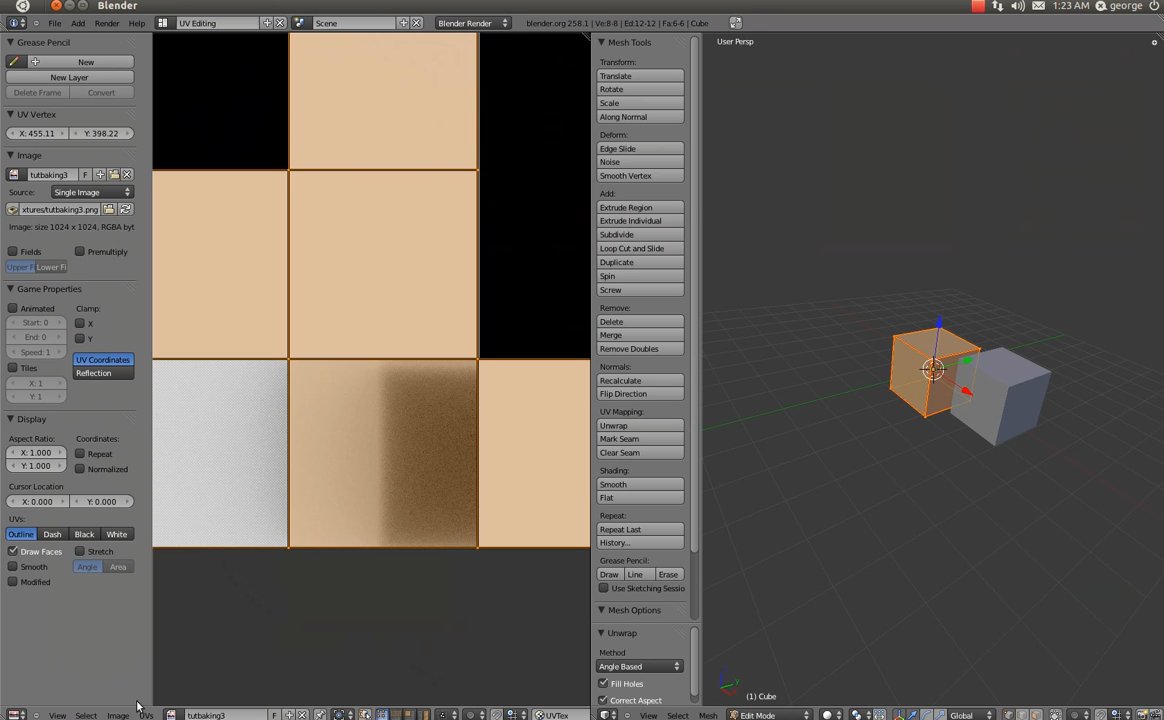 Blender
1:23 AM george
File Add Render Help UV Editing Scene Blender Render blender.org 258.1 | Ve:8-8 | Ed:12-12 | Fa:6-6 | Cube
Grease Pencil
New
New Layer
Delete Frame Convert
UV Vertex
X: 455.11 Y: 398.22
Image
tutbaking3 F
Source: Single Image
xtures/tutbaking3.png
Image: size 1024 x 1024, RGBA byt
Fields Premultiply
Upper Fi Lower Fi
Game Properties
Animated Clamp:
Start: 0 X
End: 0 Y
Speed: 1 UV Coordinates
Tiles Reflection
X: 1
Y: 1
Display
Aspect Ratio: Coordinates:
X: 1.000 Repeat
Y: 1.000 Normalized
Cursor Location
X: 0.000 Y: 0.000
UVs:
Outline Dash Black White
Draw Faces Stretch
Smooth Angle Area
Modified
View Select Image UVs tutbaking3 F UVTex
Mesh Tools
Transform:
Translate
Rotate
Scale
Along Normal
Deform:
Edge Slide
Noise
Smooth Vertex
Add:
Extrude Region
Extrude Individual
Subdivide
Loop Cut and Slide
Duplicate
Spin
Screw
Remove:
Delete
Merge
Remove Doubles
Normals:
Recalculate
Flip Direction
UV Mapping:
Unwrap
Mark Seam
Clear Seam
Shading:
Smooth
Flat
Repeat:
Repeat Last
History...
Grease Pencil:
Draw Line Erase
Use Sketching Sessio
Mesh Options
Unwrap
Method
Angle Based
Fill Holes
Correct Aspect
User Persp
(1) Cube
View Select Mesh Edit Mode Global